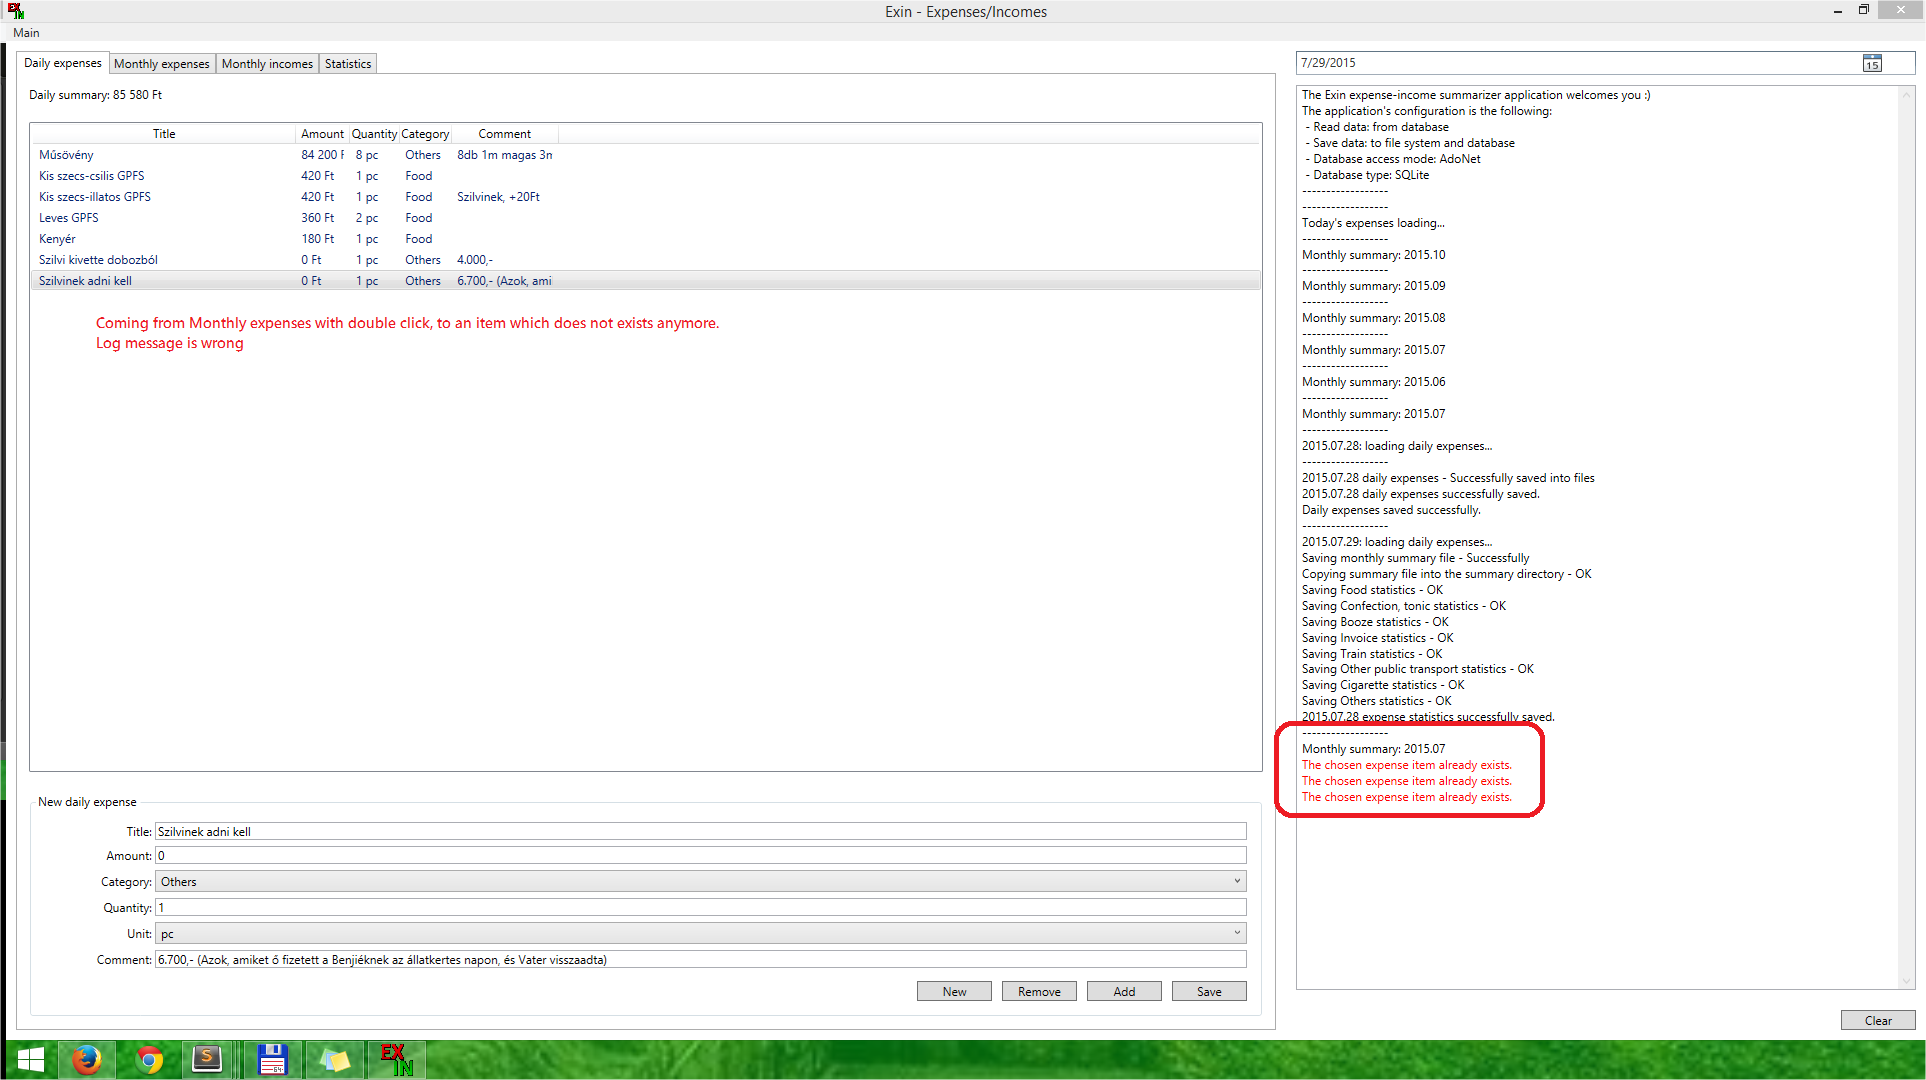 EX
IN
Exin - Expenses/Incomes
Main
Daily expenses
Monthly expenses
Monthly incomes
Statistics
Daily summary: 85 580 Ft
Title Amount Quantity Category Comment
Műsövény 84 200 F 8 pc Others 8db 1m magas 3m
Kis szecs-csilis GPFS 420 Ft 1 pc Food
Kis szecs-illatos GPFS 420 Ft 1 pc Food Szilvinek, +20Ft
Leves GPFS 360 Ft 2 pc Food
Kenyér 180 Ft 1 pc Food
Szilvi kivette dobozból 0 Ft 1 pc Others 4.000,-
Szilvinek adni kell 0 Ft 1 pc Others 6.700,- (Azok, ami
Coming from Monthly expenses with double click, to an item which does not exists anymore.
Log message is wrong
New daily expense
Title: Szilvinek adni kell
Amount: 0
Category: Others
Quantity: 1
Unit: pc
Comment: 6.700,- (Azok, amiket ő fizetett a Benjiéknek az állatkertes napon, és Vater visszaadta)
New
Remove
Add
Save
7/29/2015
15
The Exin expense-income summarizer application welcomes you :)
The application's configuration is the following:
- Read data: from database
- Save data: to file system and database
- Database access mode: AdoNet
- Database type: SQLite
------------------
------------------
Today's expenses loading...
------------------
Monthly summary: 2015.10
------------------
Monthly summary: 2015.09
------------------
Monthly summary: 2015.08
------------------
Monthly summary: 2015.07
------------------
Monthly summary: 2015.06
------------------
Monthly summary: 2015.07
------------------
2015.07.28: loading daily expenses...
------------------
2015.07.28 daily expenses - Successfully saved into files
2015.07.28 daily expenses successfully saved.
Daily expenses saved successfully.
------------------
2015.07.29: loading daily expenses...
Saving monthly summary file - Successfully
Copying summary file into the summary directory - OK
Saving Food statistics - OK
Saving Confection, tonic statistics - OK
Saving Booze statistics - OK
Saving Invoice statistics - OK
Saving Train statistics - OK
Saving Other public transport statistics - OK
Saving Cigarette statistics - OK
Saving Others statistics - OK
2015.07.28 expense statistics successfully saved.
------------------
Monthly summary: 2015.07
The chosen expense item already exists.
The chosen expense item already exists.
The chosen expense item already exists.
Clear
S
64
EX
IN